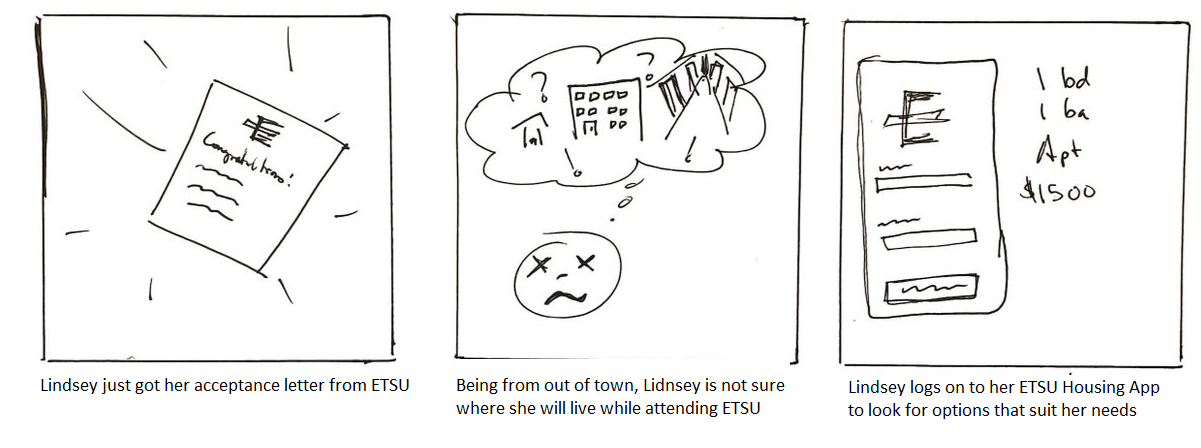 E
Congratulations!
Lindsey just got her acceptance letter from ETSU
? ?
! !
Being from out of town, Lidnsey is not sure
where she will live while attending ETSU
E
1 bd
1 ba
Apt
$1500
Lindsey logs on to her ETSU Housing App
to look for options that suit her needs